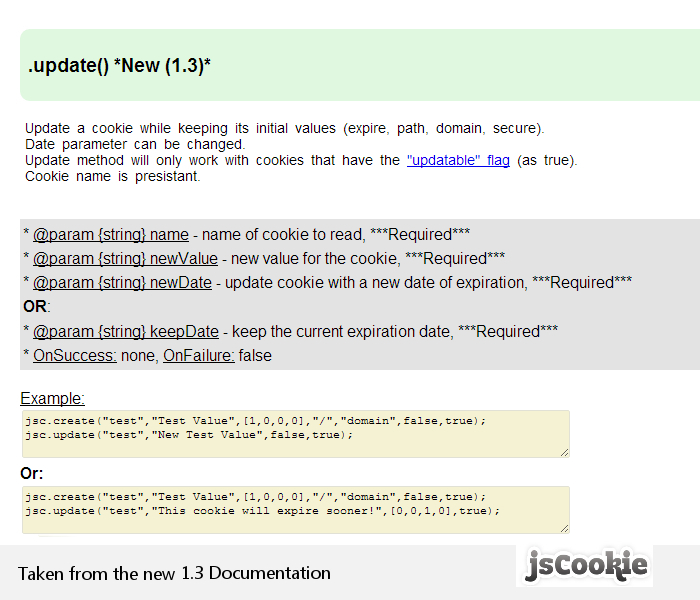 .update() *New (1.3)*
Update a cookie while keeping its initial values (expire, path, domain, secure).
Date parameter can be changed.
Update method will only work with cookies that have the "updatable" flag (as true).
Cookie name is presistant.
* @param {string} name - name of cookie to read, ***Required***
* @param {string} newValue - new value for the cookie, ***Required***
* @param {string} newDate - update cookie with a new date of expiration, ***Required***
OR:
* @param {string} keepDate - keep the current expiration date, ***Required***
* OnSuccess: none, OnFailure: false
Example:
jsc.create("test","Test Value",[1,0,0,0],"/","domain",false,true);
jsc.update("test","New Test Value",false,true);
Or:
jsc.create("test","Test Value",[1,0,0,0],"/","domain",false,true);
jsc.update("test","This cookie will expire sooner!",[0,0,1,0],true);
Taken from the new 1.3 Documentation
jsCookie